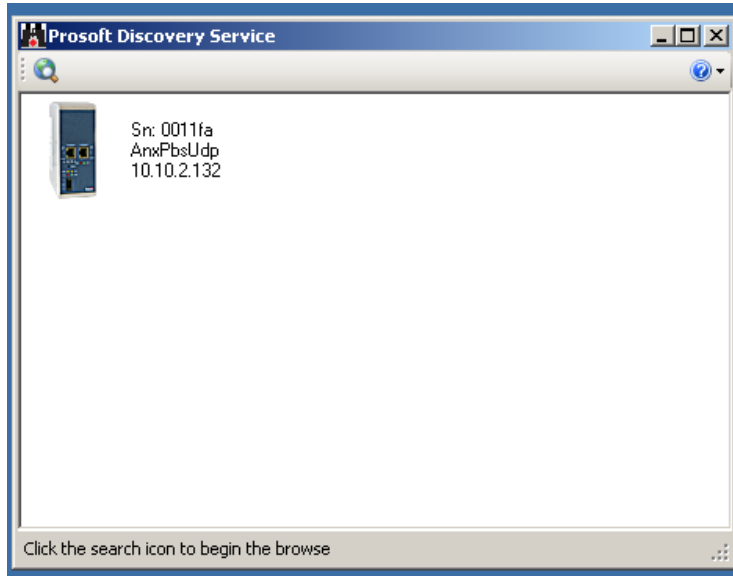 Prosoft Discovery Service
Sn: 0011fa
AnxPbsUdp
10.10.2.132
Click the search icon to begin the browse